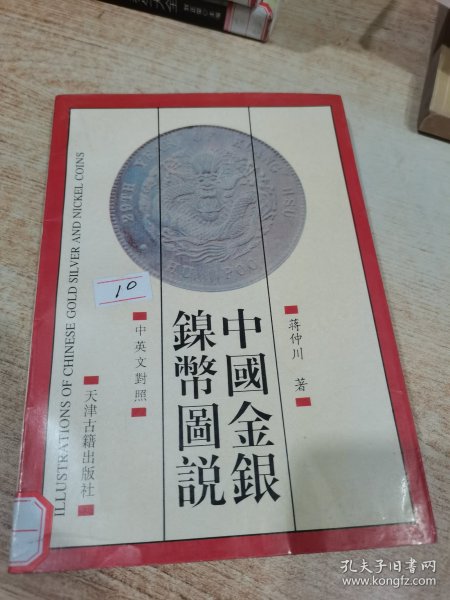 ILLUSTRATIONS OF CHINESE GOLD SILVER AND NICKEL COINS
10
中國金銀
鎳幣圖説
蔣仲川 著
中英文對照
天津古籍出版社
孔夫子旧书网
www.kongfz.com